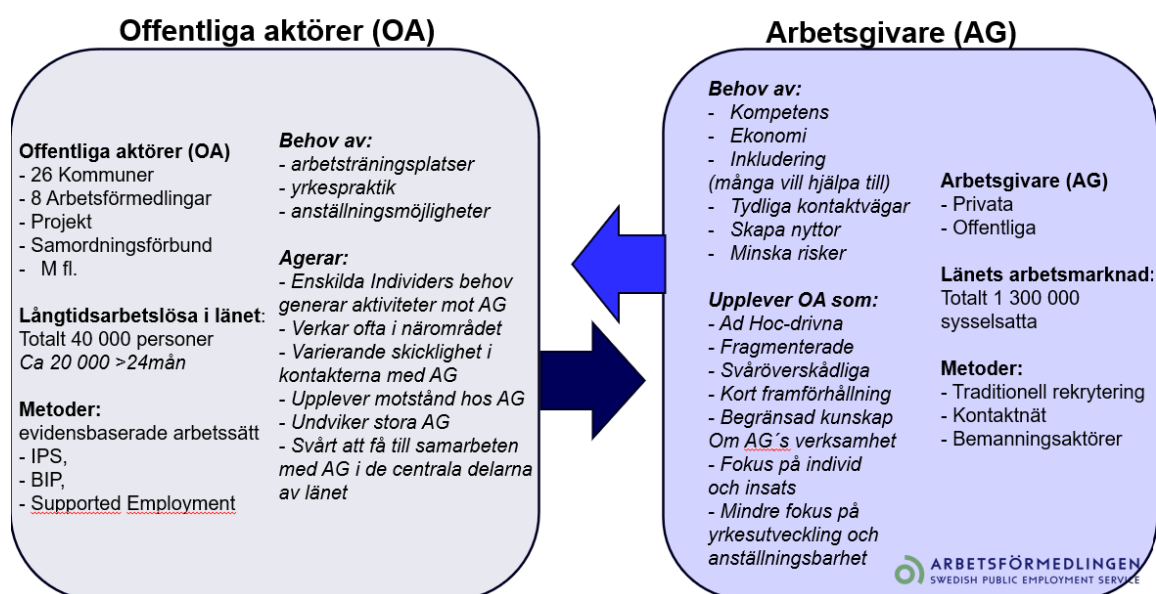 Offentliga aktörer (OA)
Offentliga aktörer (OA)
- 26 Kommuner
- 8 Arbetsförmedlingar
- Projekt
- Samordningsförbund
- M fl.
Långtidsarbetslösa i länet:
Totalt 40 000 personer
Ca 20 000 >24mån
Metoder:
evidensbaserade arbetssätt
- IPS,
- BIP,
- Supported Employment
Behov av:
- arbetsträningsplatser
- yrkespraktik
- anställningsmöjligheter
Agerar:
- Enskilda Individers behov
generar aktiviteter mot AG
- Verkar ofta i närområdet
- Varierande skicklighet i
kontakterna med AG
- Upplever motstånd hos AG
- Undviker stora AG
- Svårt att få till samarbeten
med AG i de centrala delarna
av länet
Arbetsgivare (AG)
Behov av:
- Kompetens
- Ekonomi
- Inkludering
(många vill hjälpa till)
- Tydliga kontaktvägar
- Skapa nyttor
- Minska risker
Upplever OA som:
- Ad Hoc-drivna
- Fragmenterade
- Svåröverskådliga
- Kort framförhållning
- Begränsad kunskap
Om AG´s verksamhet
- Fokus på individ
och insats
- Mindre fokus på
yrkesutveckling och
anställningsbarhet
Arbetsgivare (AG)
- Privata
- Offentliga
Länets arbetsmarknad:
Totalt 1 300 000
sysselsatta
Metoder:
- Traditionell rekrytering
- Kontaktnät
- Bemanningsaktörer
ARBETSFÖRMEDLINGEN
SWEDISH PUBLIC EMPLOYMENT SERVICE